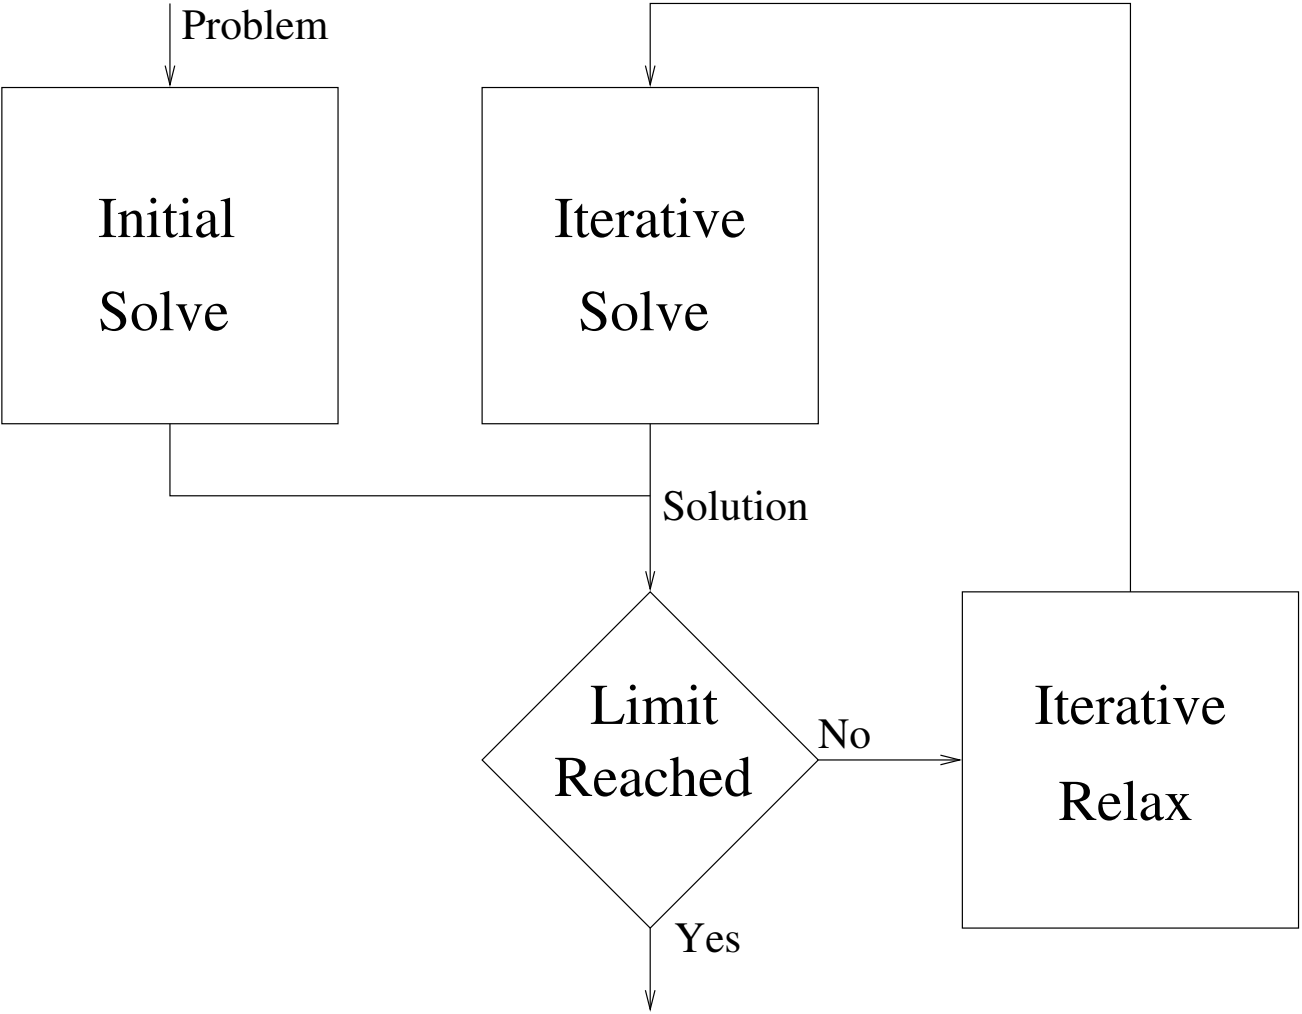 Problem
Initial
Solve
Iterative
Solve
Solution
Limit
Reached
No
Iterative
Relax
Yes